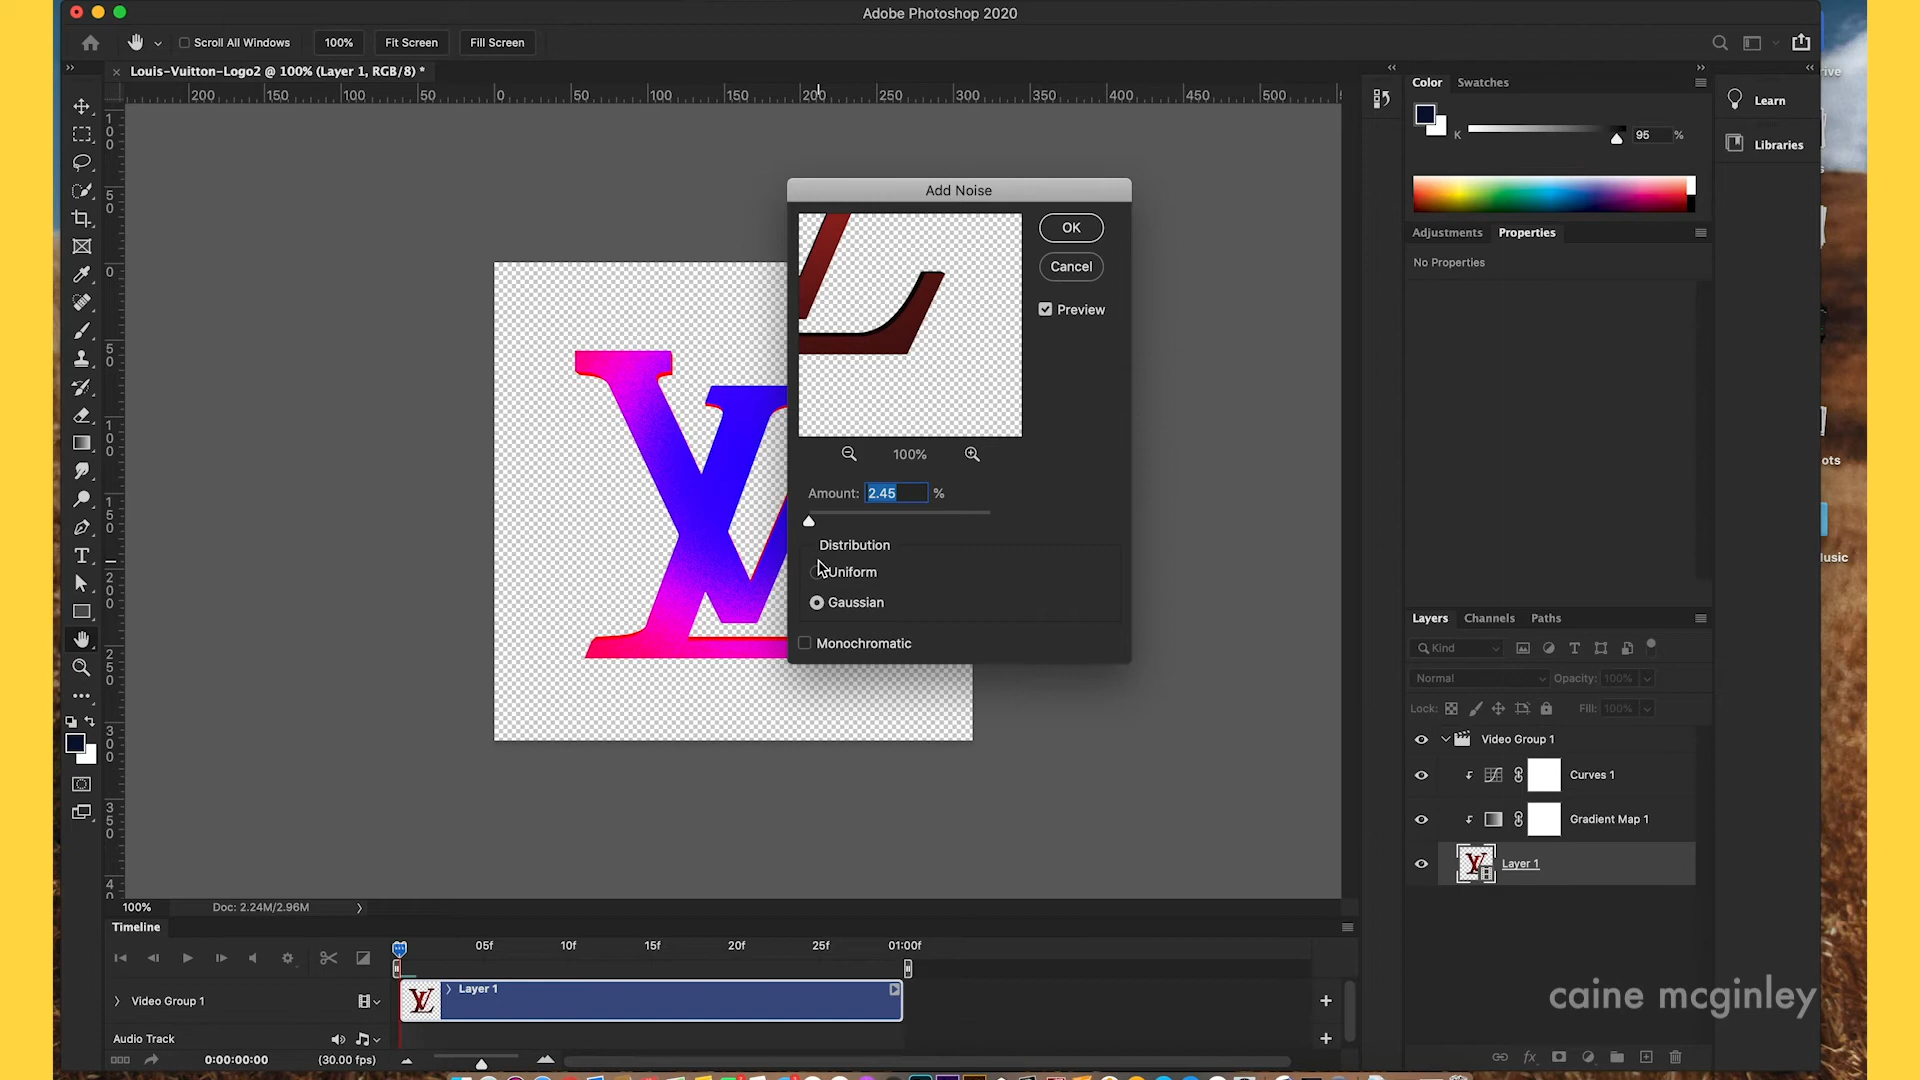 Adobe Photoshop 2020
Scroll All Windows 100% Fit Screen Fill Screen
Louis-Vuitton-Logo2 @ 100% (Layer 1, RGB/8) *
200 150 100 50 0 50 100 150 200 250 300 350 400 450 500
Color Swatches
K 95 %
Learn
Libraries
Adjustments Properties
No Properties
Add Noise
OK
Cancel
Preview
100%
Amount: 2.45 %
Distribution
Uniform
Gaussian
Monochromatic
LV
Layers Channels Paths
Kind
Normal Opacity: 100%
Lock: Fill: 100%
Video Group 1
Curves 1
Gradient Map 1
Layer 1
100% Doc: 2.24M/2.96M
Timeline
05f 10f 15f 20f 25f 01:00f
Layer 1
Video Group 1
Audio Track
0:00:00:00 (30.00 fps)
caine mcginley